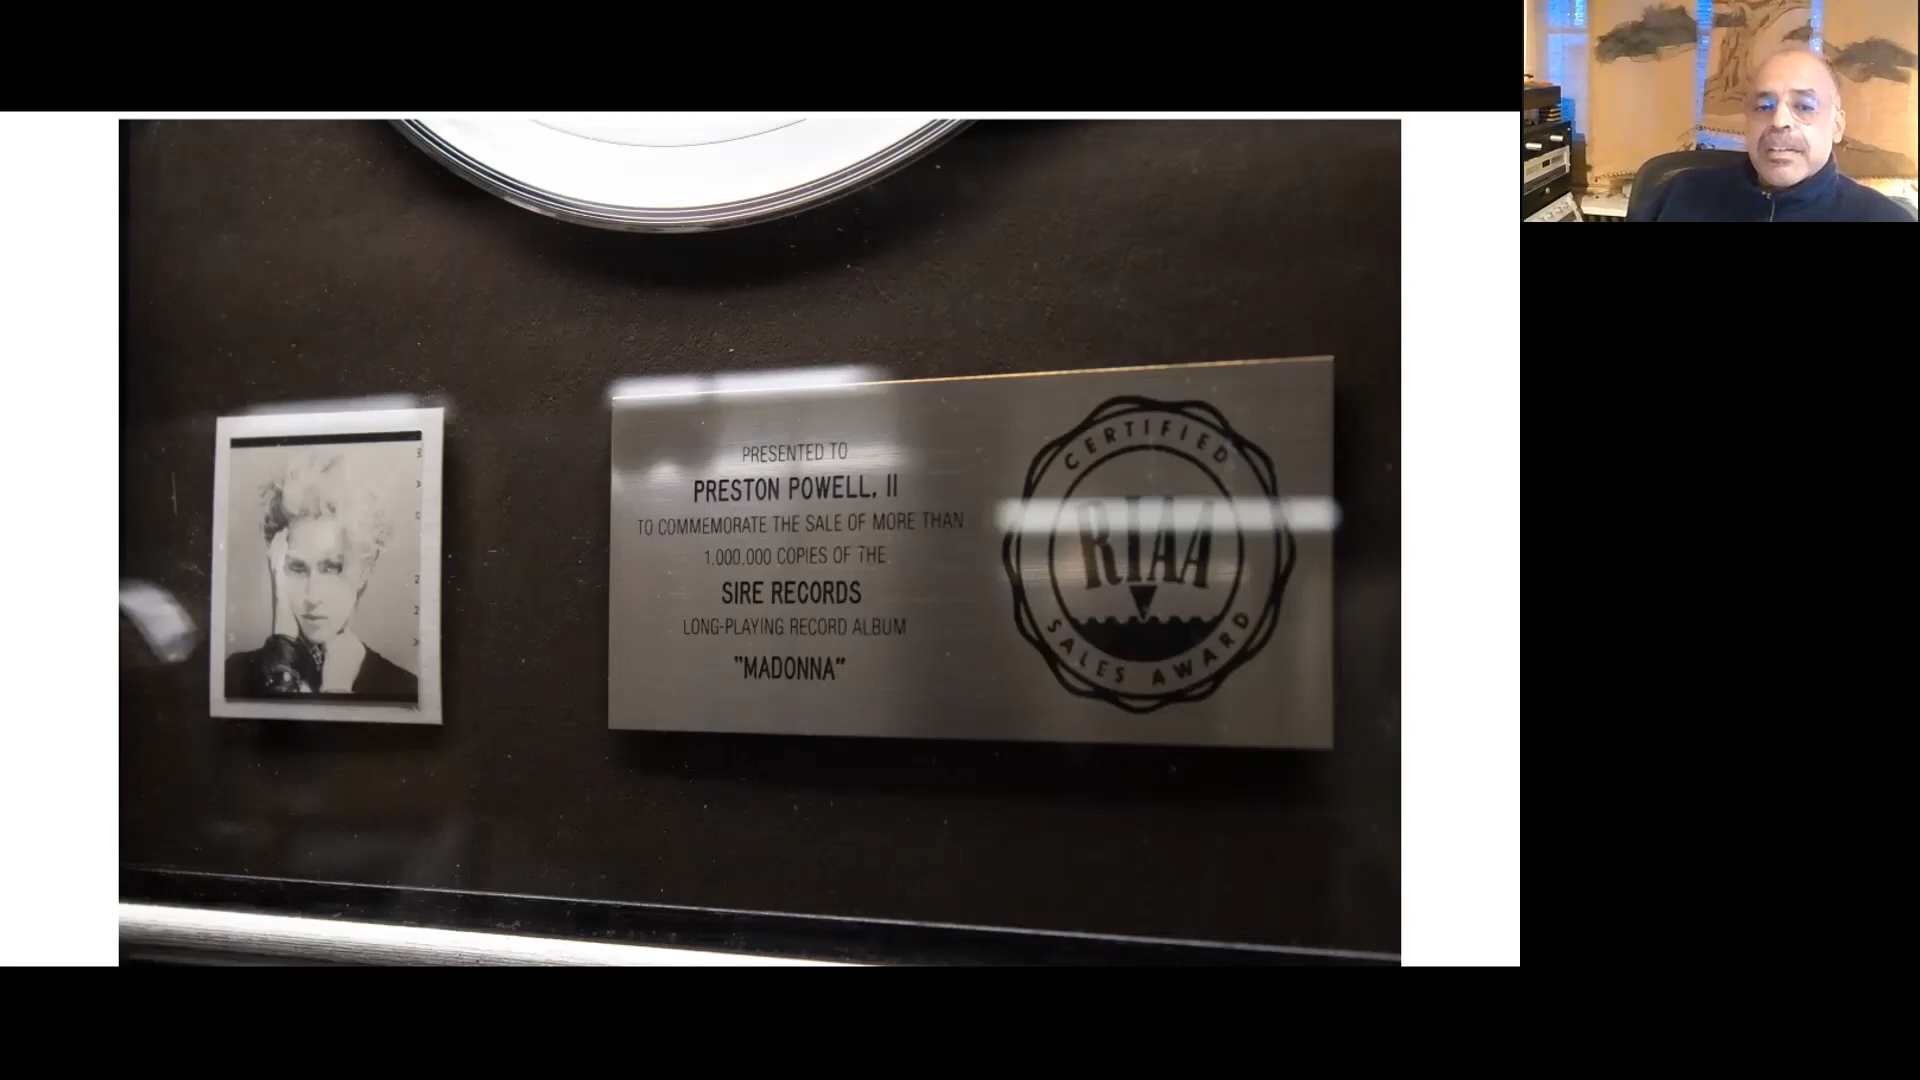 PRESENTED TO
PRESTON POWELL, II
TO COMMEMORATE THE SALE OF MORE THAN
1,000,000 COPIES OF THE
SIRE RECORDS
LONG-PLAYING RECORD ALBUM
"MADONNA"
CERTIFIED
RIAA
SALES AWARD